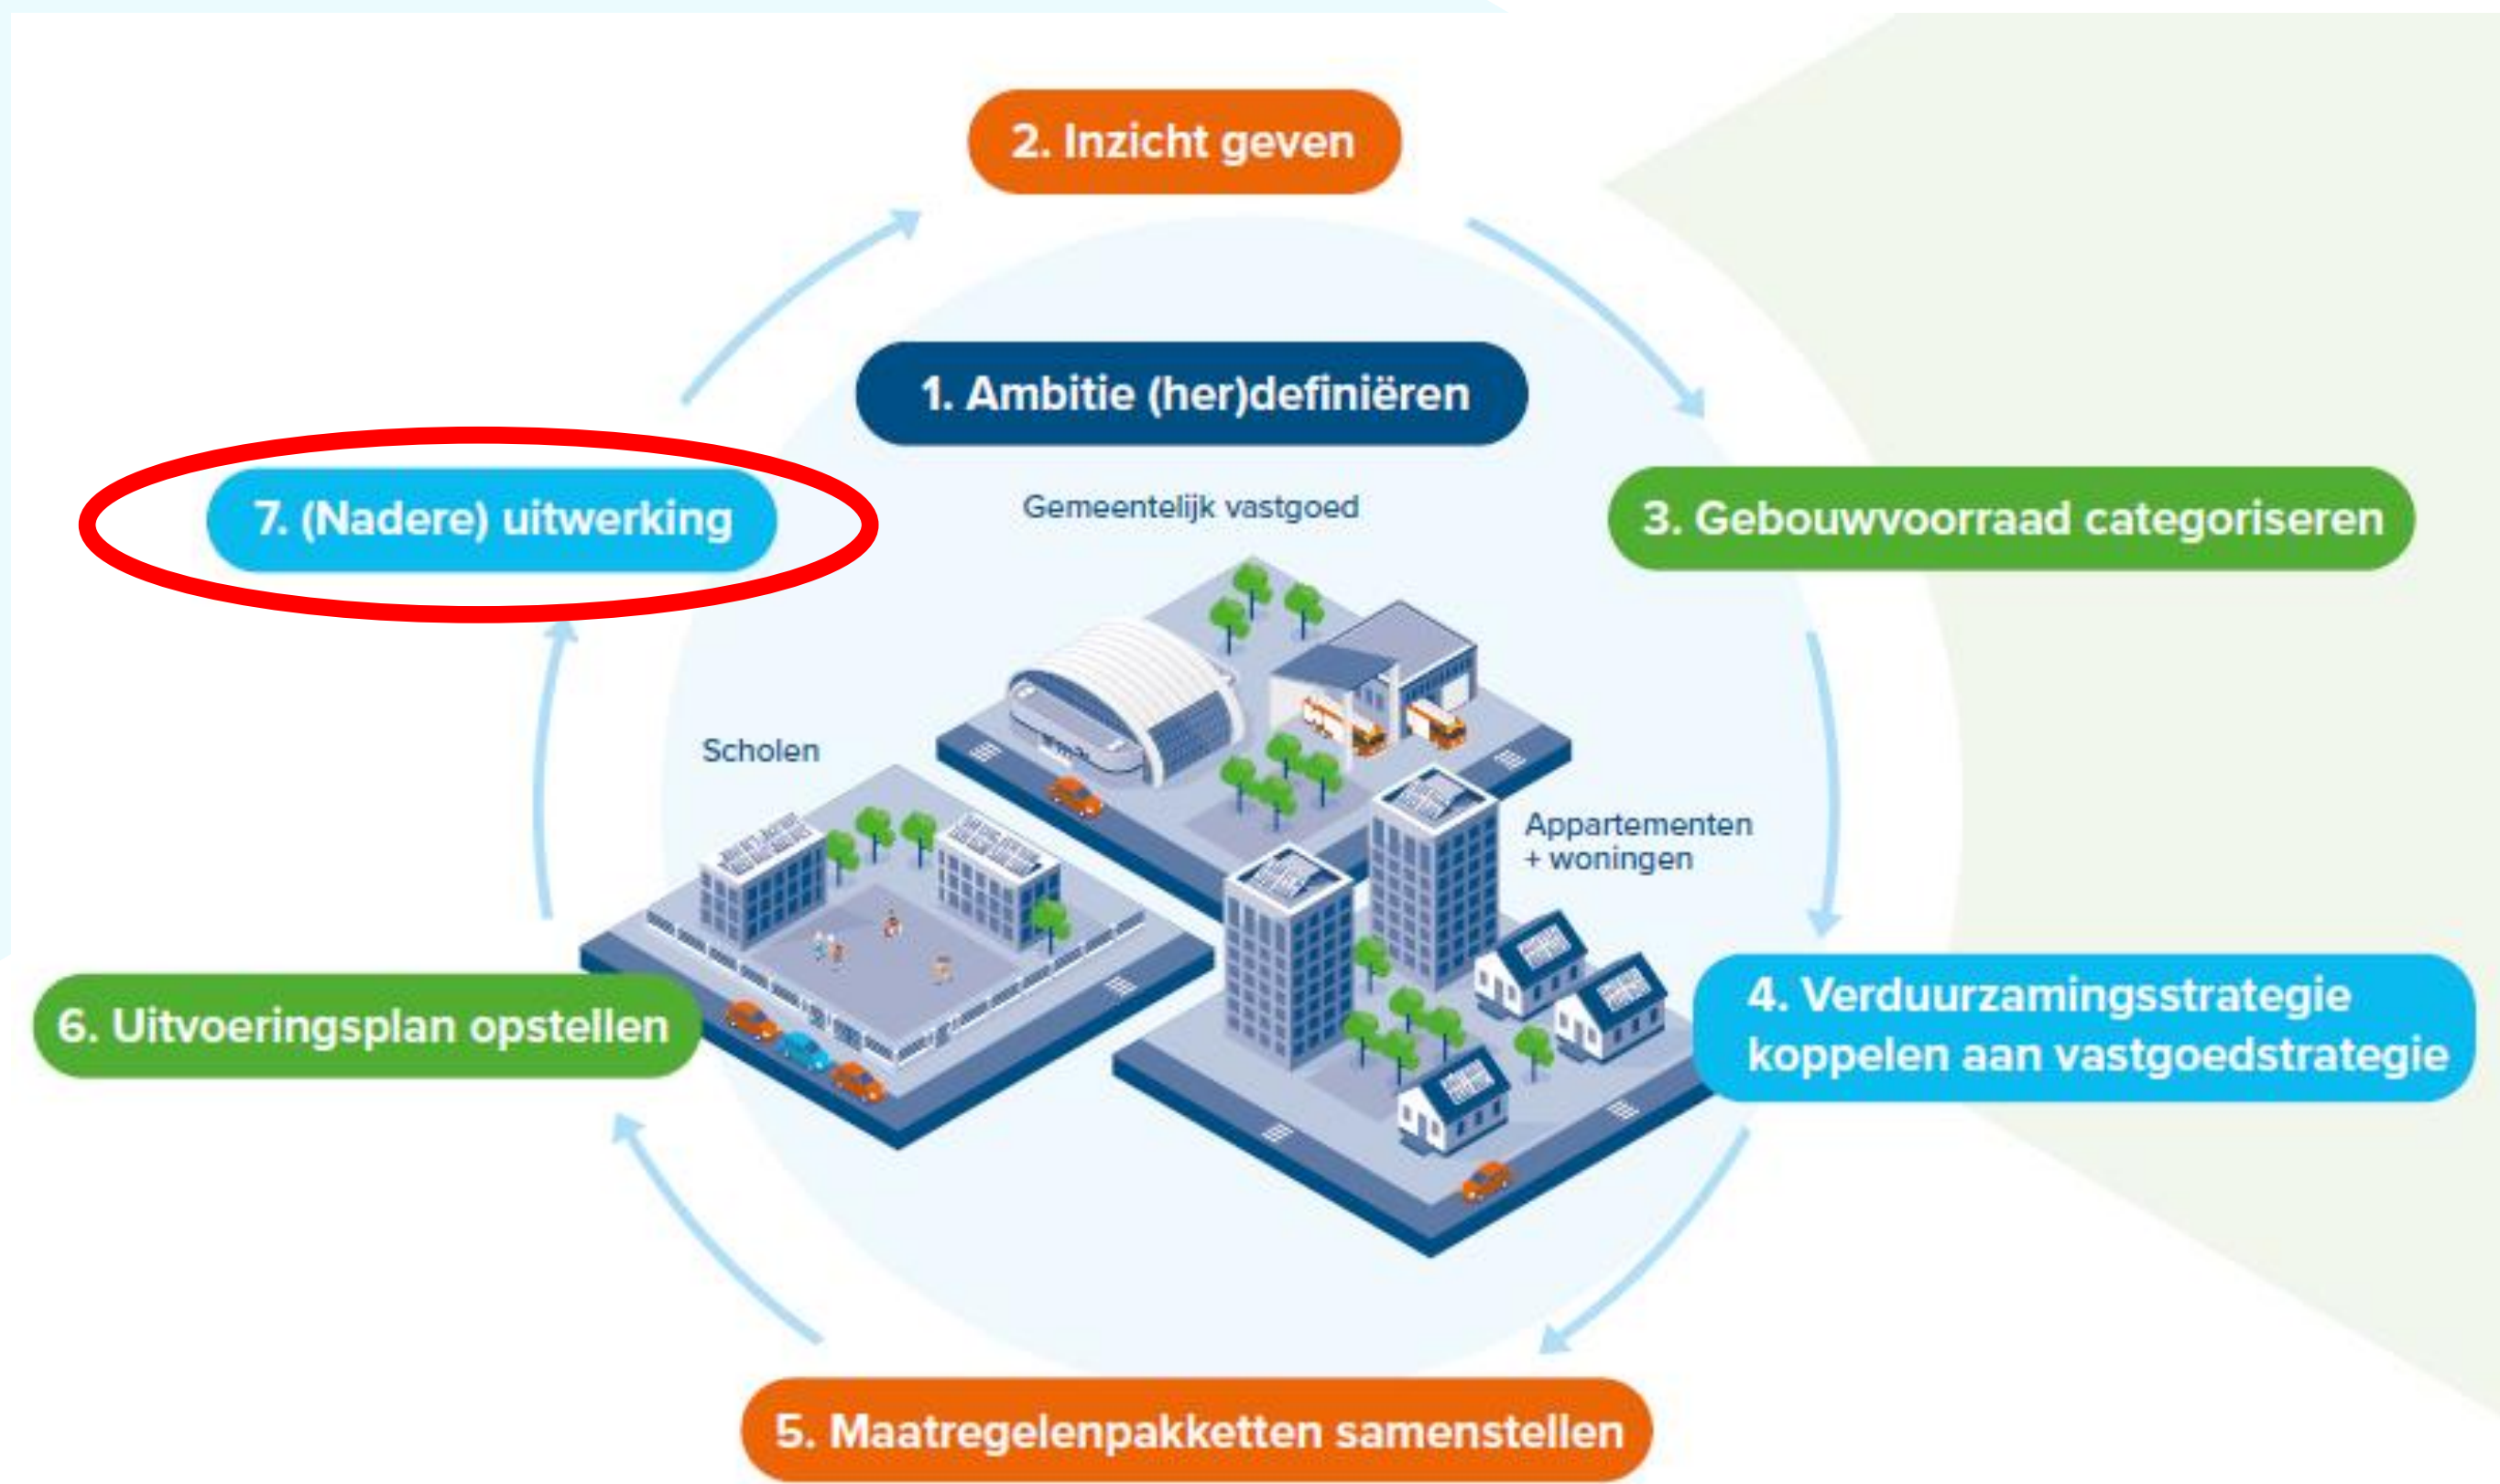 2. Inzicht geven
1. Ambitie (her)definiëren
7. (Nadere) uitwerking
Gemeentelijk vastgoed
3. Gebouwvoorraad categoriseren
Scholen
Appartementen
+ woningen
4. Verduurzamingsstrategie
koppelen aan vastgoedstrategie
6. Uitvoeringsplan opstellen
5. Maatregelenpakketten samenstellen